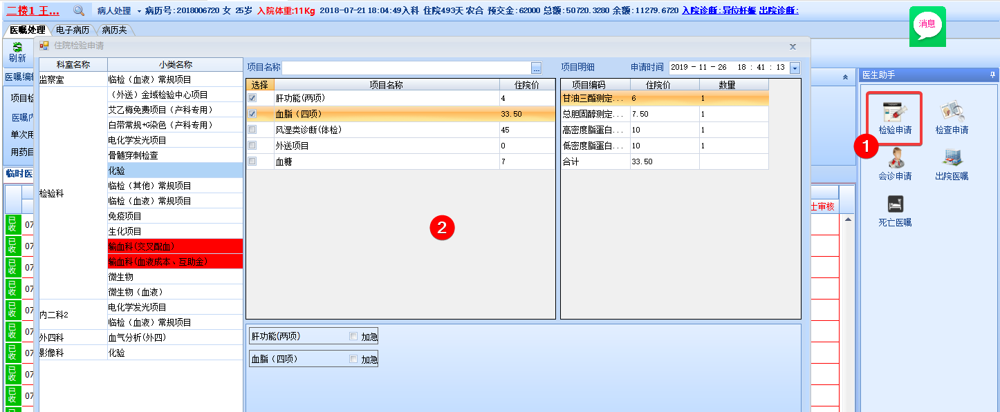 二楼1 王... 病人处理 病历号:2018006720 女 25岁 入院体重:11Kg 2018-07-21 18:04:49入科 住院493天 农合 预交金:62000 总额:50720.3280 余额:11279.6720 入院诊断:异位妊娠 出院诊断:
消息
医嘱处理 电子病历 病历夹
刷新
住院检验申请
科室名称 小类名称
监察室 临检（血液）常规项目
（外送）金域检验中心项目
艾乙梅免费项目（产科专用）
白带常规+G染色（产科专用）
电化学发光项目
骨髓穿刺检查
化验
临检（其他）常规项目
检验科
临检（血液）常规项目
免疫项目
生化项目
输血科(交叉配血)
输血科(血液成本、互助金)
微生物
微生物（血液）
内二科2 电化学发光项目
临检（血液）常规项目
外四科 血气分析(外四)
影像科 化验
项目名称 ...
选择 项目名称 住院价
肝功能(两项) 4
血脂（四项） 33.50
风湿类诊断(体检) 45
外送项目 0
血糖 7
2
项目明细 申请时间 2019-11-26 18:41:13
项目编码 住院价 数量
甘油三酯测定... 6 1
总胆固醇测定... 7.50 1
高密度脂蛋白... 10 1
低密度脂蛋白... 10 1
合计 33.50
肝功能(两项) 加急
血脂（四项） 加急
医嘱编辑
项目检
医嘱内
单次用
用药目
临时医
已收 07
已收 07
已收 07
已收 07
已收 07
已收 07
已收 07
已收 07
已收 07
士审核
医生助手
检验申请 检查申请
1
会诊申请 出院医嘱
死亡医嘱